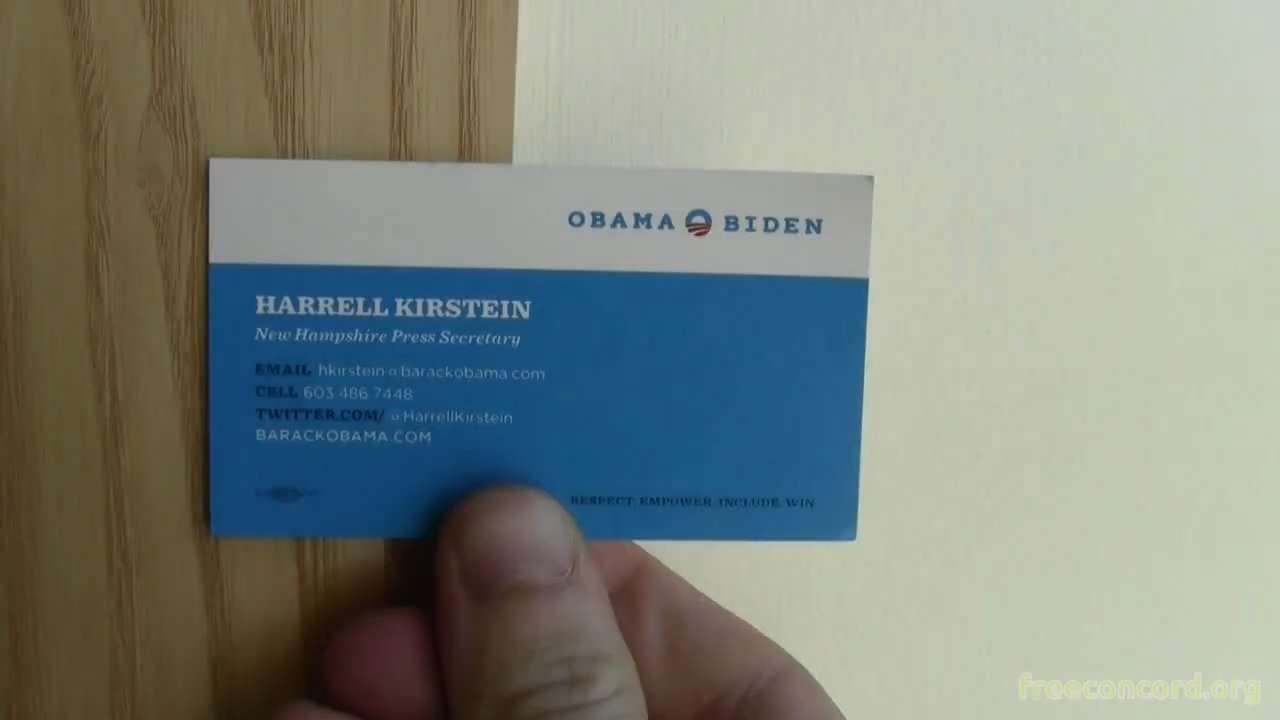 OBAMA BIDEN
HARRELL KIRSTEIN
New Hampshire Press Secretary
EMAIL hkirstein@barackobama.com
CELL 603 486 7448
TWITTER.COM/ @HarrellKirstein
BARACKOBAMA.COM
RESPECT. EMPOWER. INCLUDE. WIN
freeconcord.org